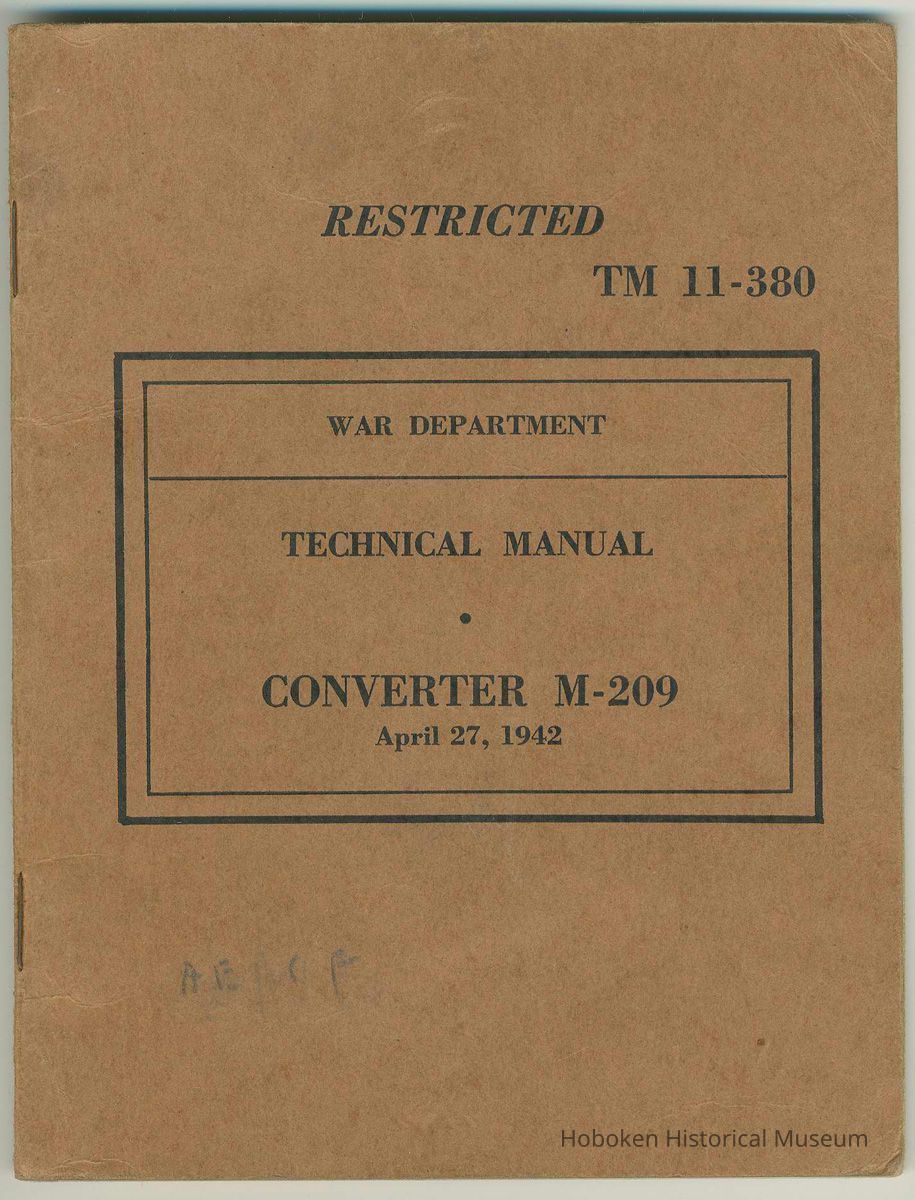 RESTRICTED
TM 11-380
WAR DEPARTMENT
TECHNICAL MANUAL
•
CONVERTER M-209
April 27, 1942
Hoboken Historical Museum